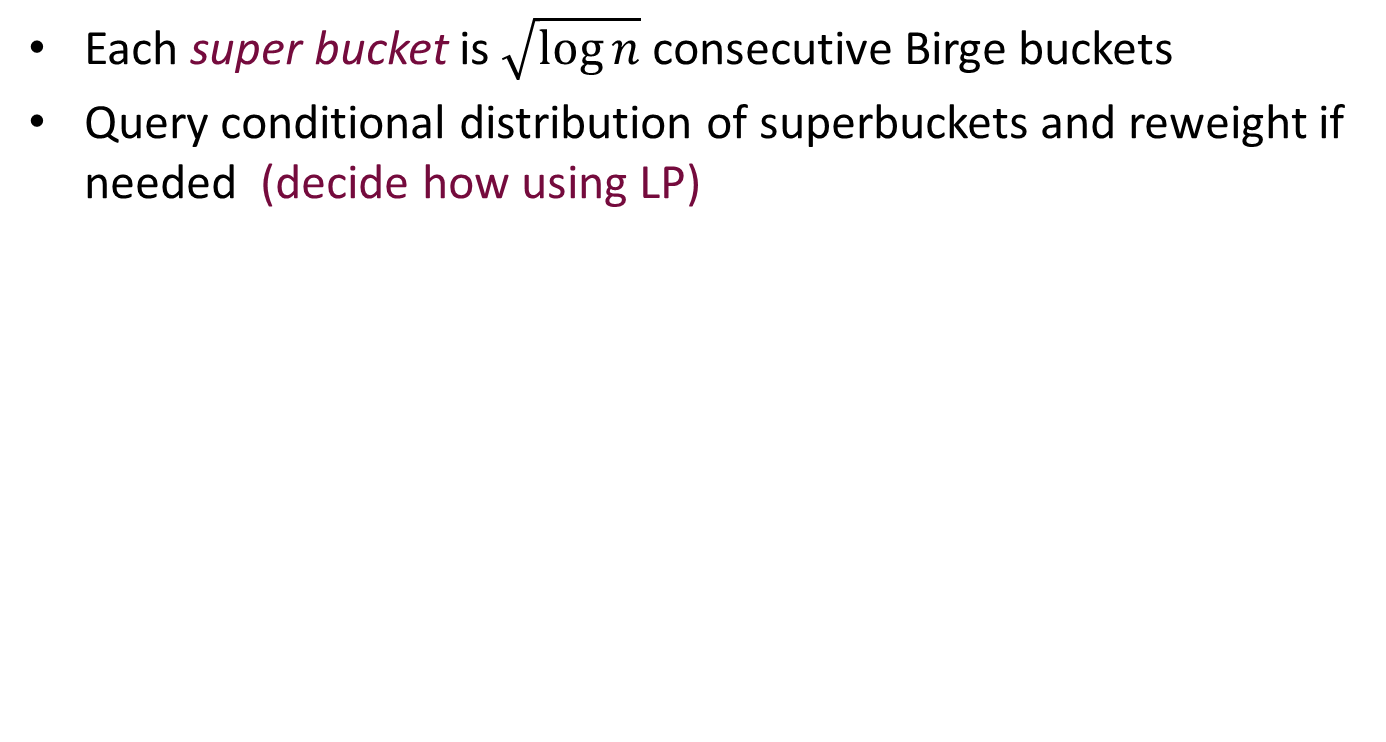 • Each super bucket is √log n consecutive Birge buckets
• Query conditional distribution of superbuckets and reweight if
needed (decide how using LP)